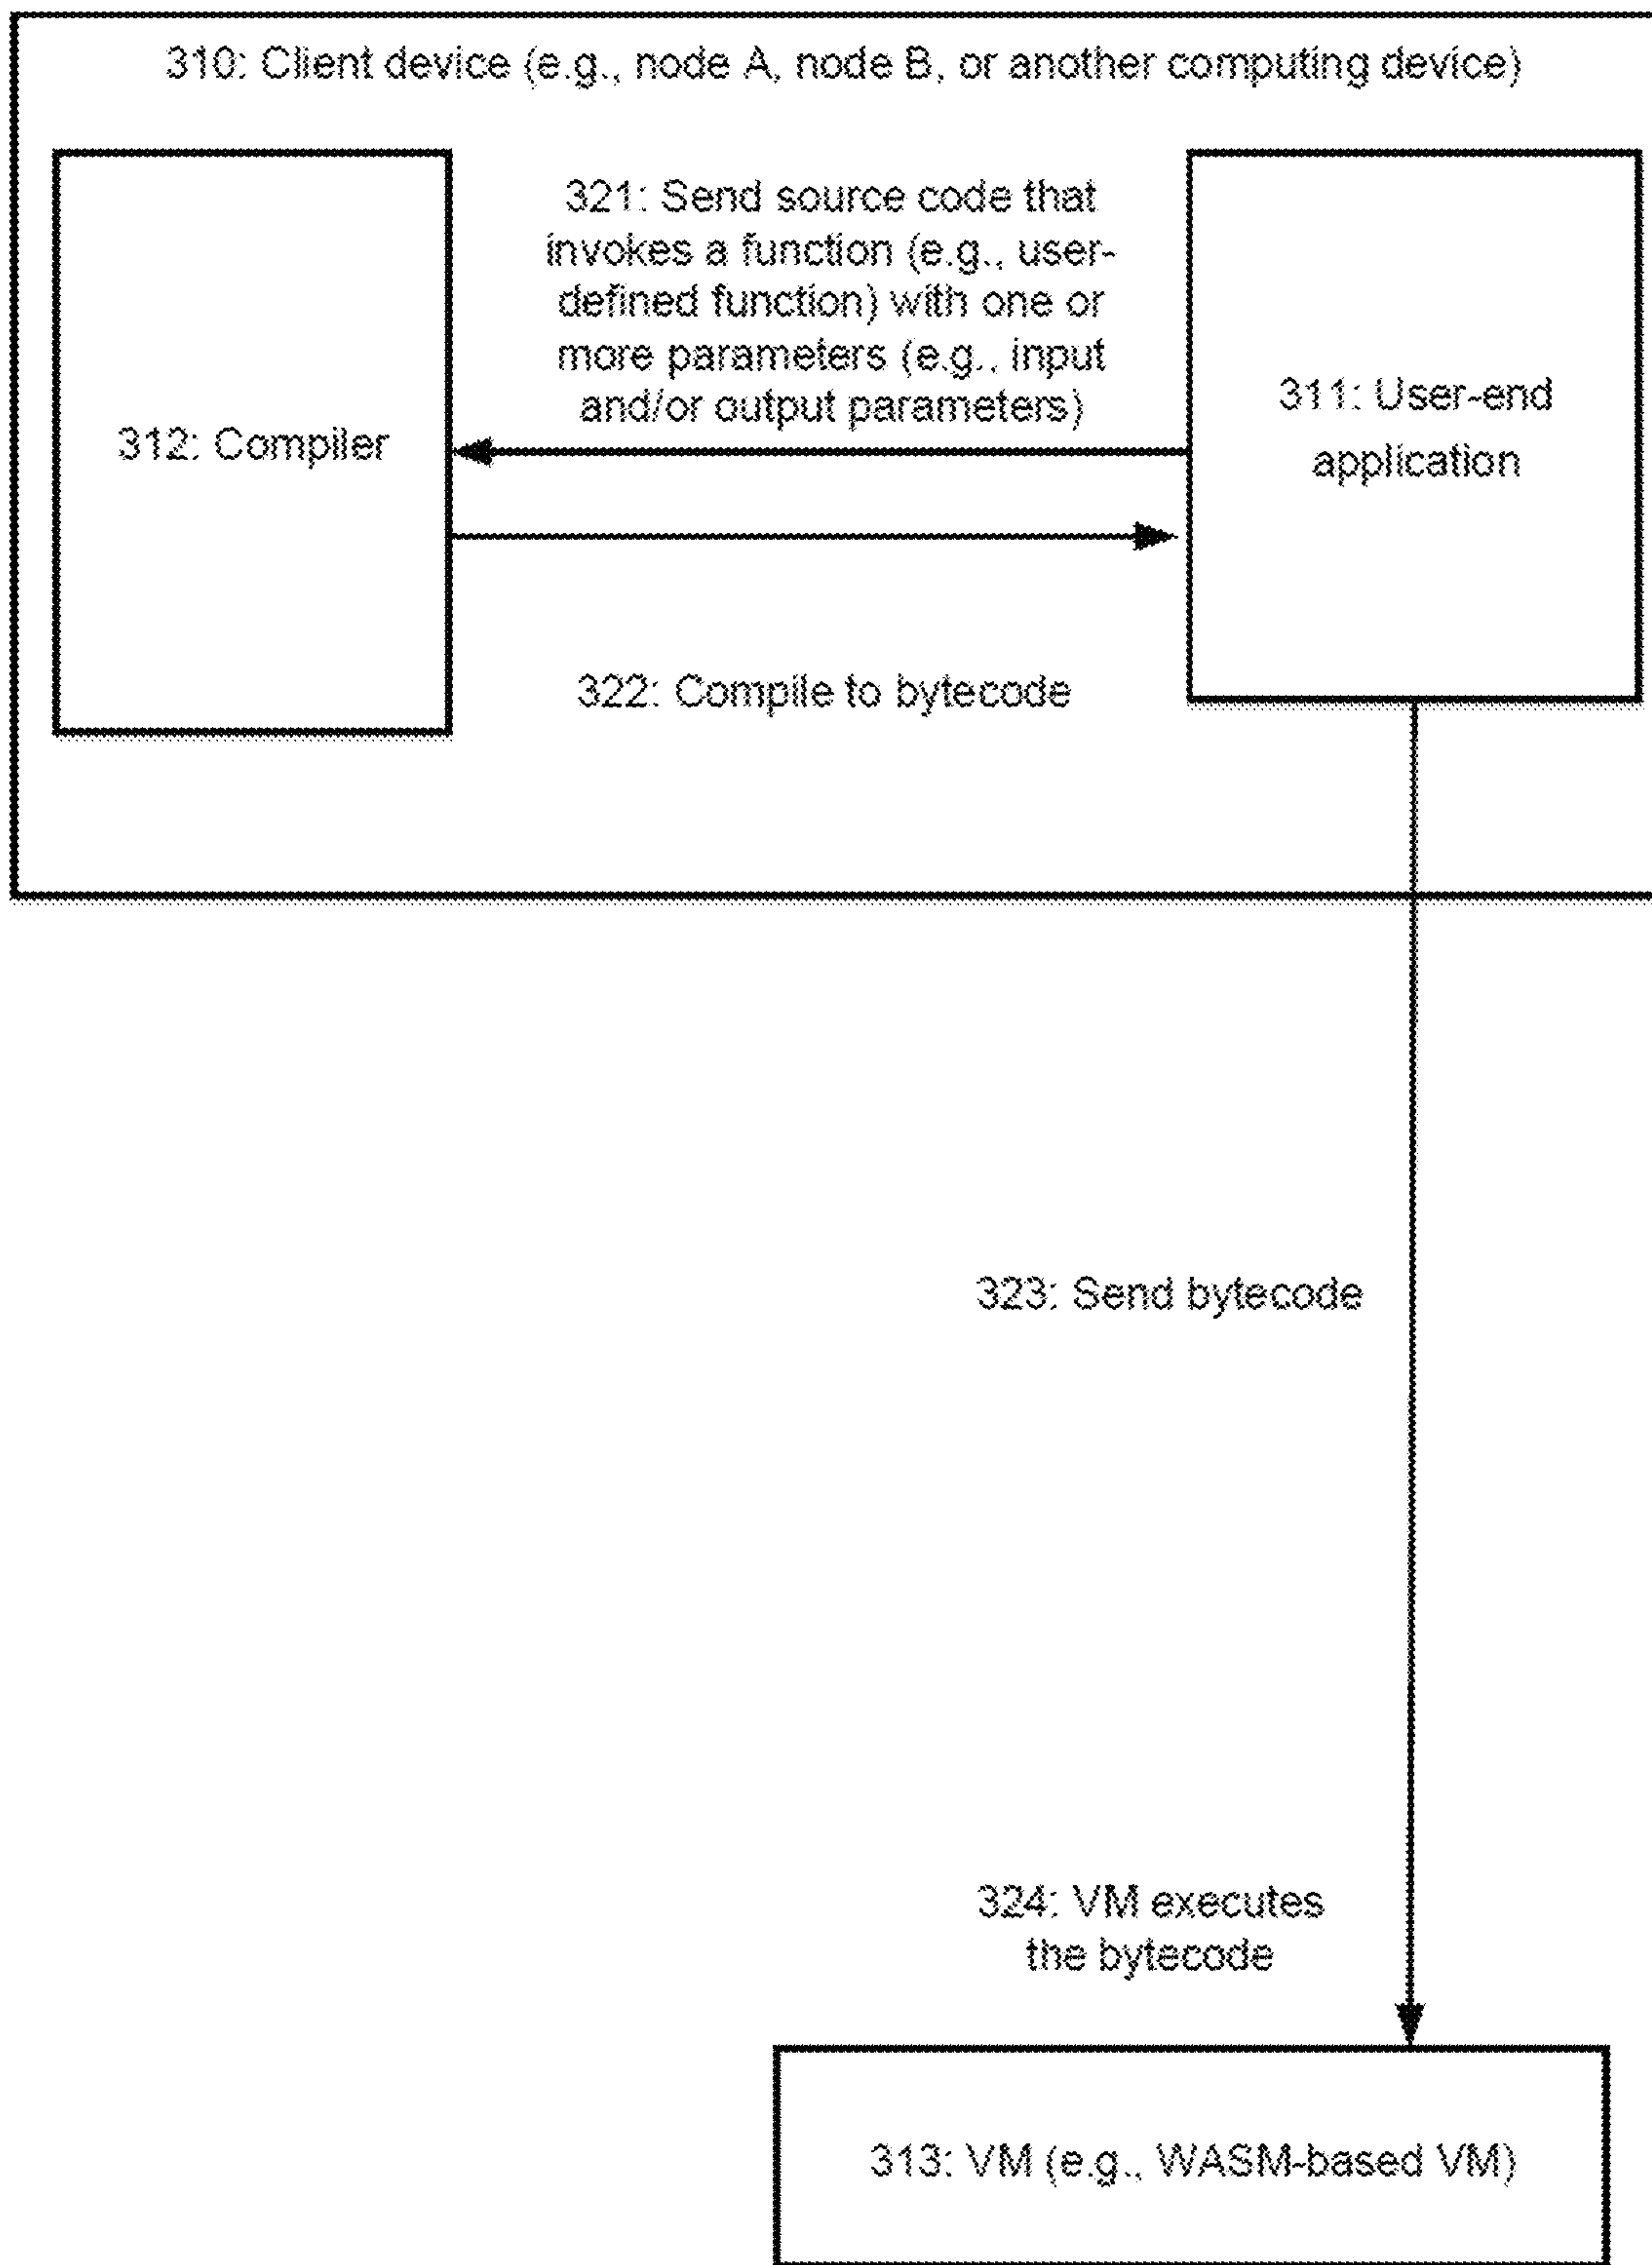 310: Client device (e.g., node A, node B, or another computing device)
321: Send source code that
invokes a function (e.g., user-
defined function) with one or
more parameters (e.g., input
and/or output parameters)
312: Compiler
311: User-end
application
322: Compile to bytecode
323: Send bytecode
324: VM executes
the bytecode
313: VM (e.g., WASM-based VM)